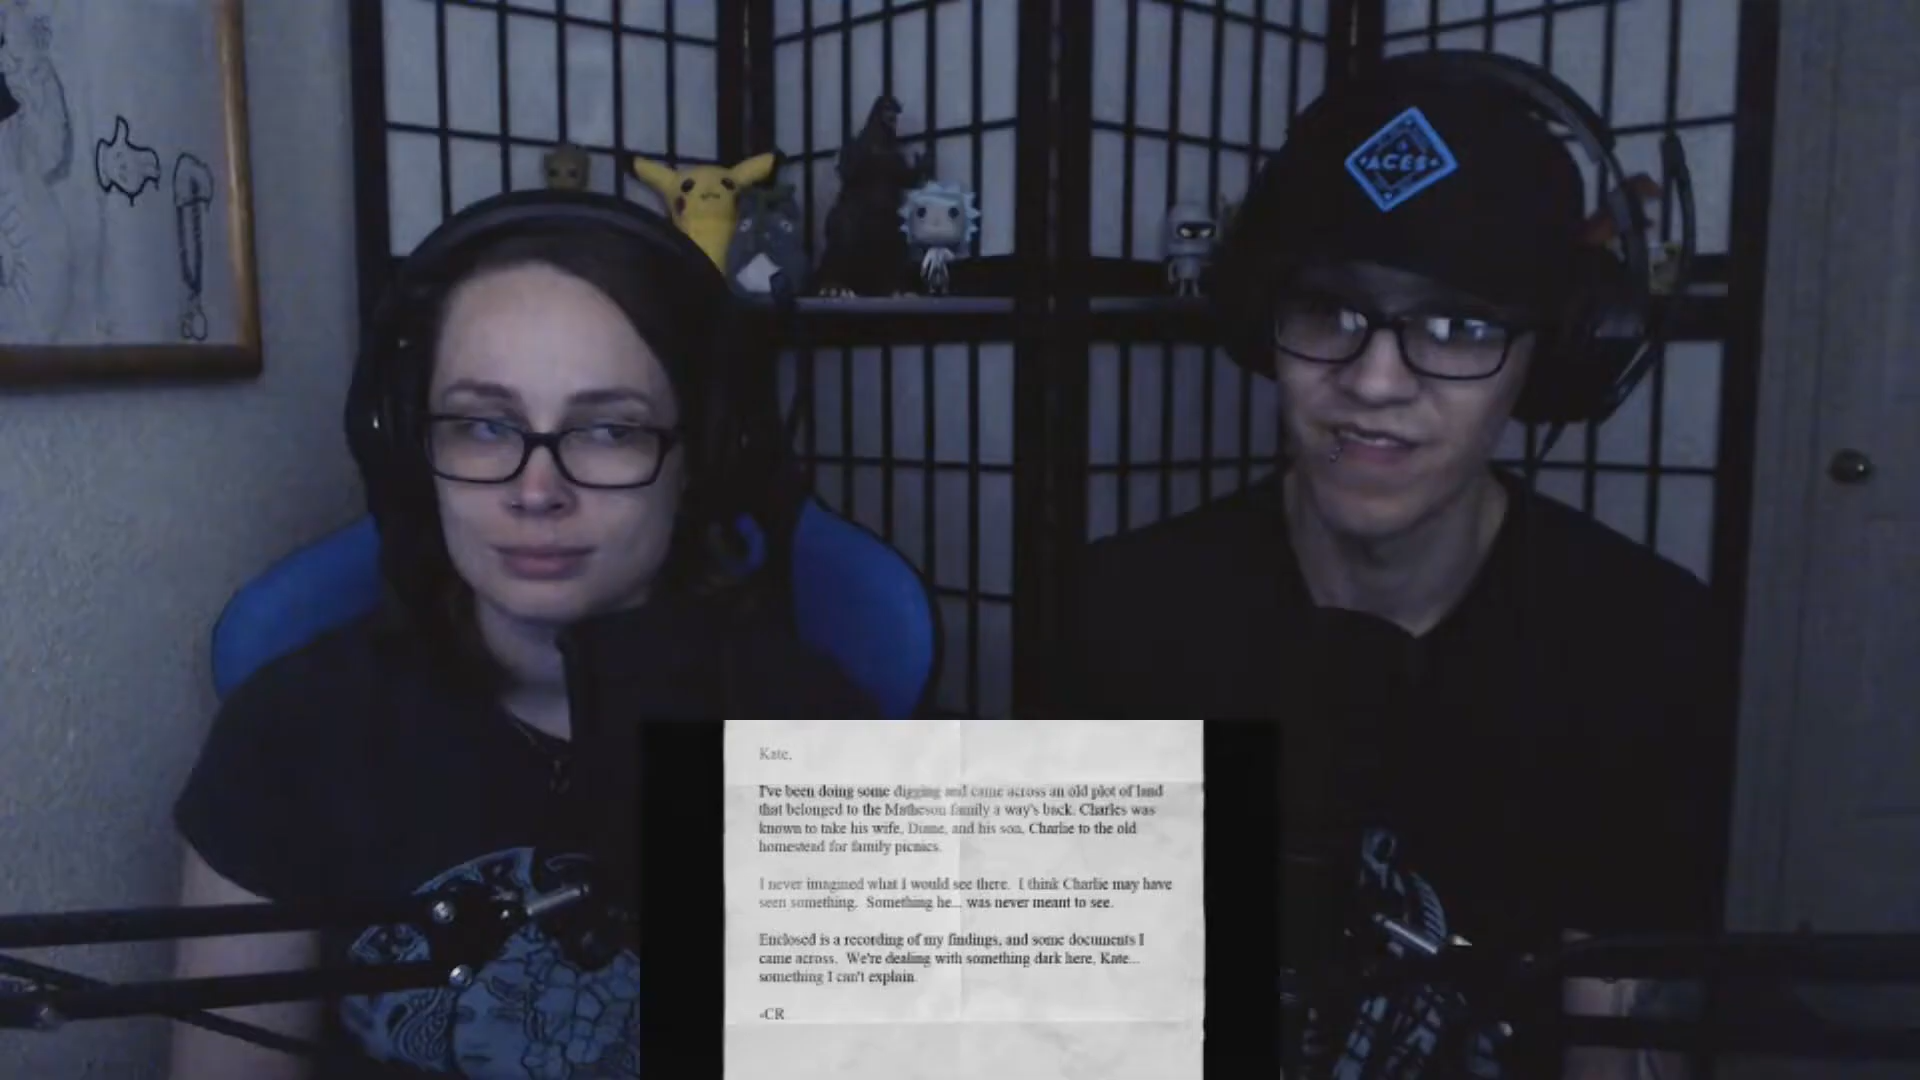 ACES
Kate,
I've been doing some digging and came across an old plot of land
that belonged to the Matheson family a way's back. Charles was
known to take his wife, Diane, and his son, Charlie to the old
homestead for family picnics.
I never imagined what I would see there. I think Charlie may have
seen something. Something he... was never meant to see.
Enclosed is a recording of my findings, and some documents I
came across. We're dealing with something dark here, Kate...
something I can't explain.
-CR